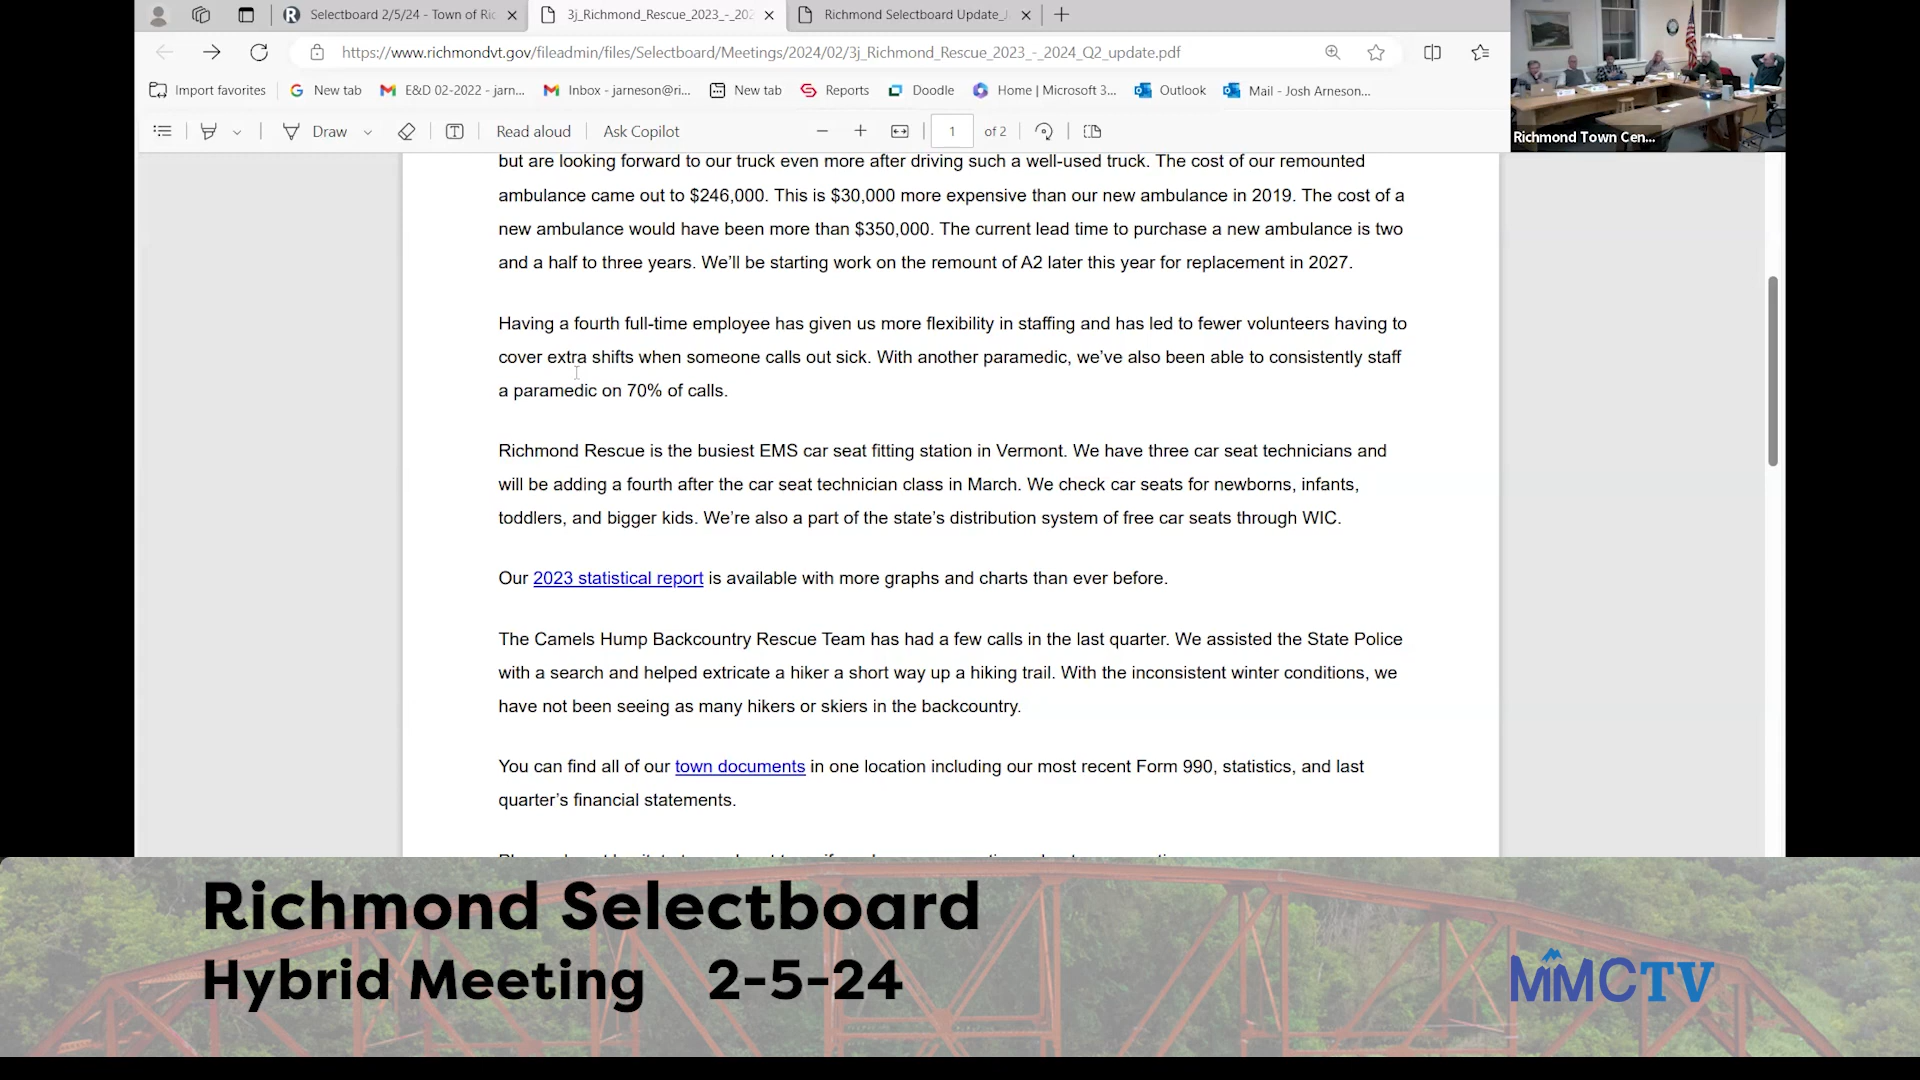 Selectboard 2/5/24 - Town of Ric
3j_Richmond_Rescue_2023_-_202
Richmond Selectboard Update_J
https://www.richmondvt.gov/fileadmin/files/Selectboard/Meetings/2024/02/3j_Richmond_Rescue_2023_-_2024_Q2_update.pdf
Import favorites
New tab
E&D 02-2022 - jarn...
Inbox - jarneson@ri...
New tab
Reports
Doodle
Home | Microsoft 3...
Outlook
Mail - Josh Arneson...
Draw
Read aloud
Ask Copilot
1 of 2
Richmond Town Cen...
but are looking forward to our truck even more after driving such a well-used truck. The cost of our remounted
ambulance came out to $246,000. This is $30,000 more expensive than our new ambulance in 2019. The cost of a
new ambulance would have been more than $350,000. The current lead time to purchase a new ambulance is two
and a half to three years. We’ll be starting work on the remount of A2 later this year for replacement in 2027.
Having a fourth full-time employee has given us more flexibility in staffing and has led to fewer volunteers having to
cover extra shifts when someone calls out sick. With another paramedic, we’ve also been able to consistently staff
a paramedic on 70% of calls.
Richmond Rescue is the busiest EMS car seat fitting station in Vermont. We have three car seat technicians and
will be adding a fourth after the car seat technician class in March. We check car seats for newborns, infants,
toddlers, and bigger kids. We’re also a part of the state’s distribution system of free car seats through WIC.
Our 2023 statistical report is available with more graphs and charts than ever before.
The Camels Hump Backcountry Rescue Team has had a few calls in the last quarter. We assisted the State Police
with a search and helped extricate a hiker a short way up a hiking trail. With the inconsistent winter conditions, we
have not been seeing as many hikers or skiers in the backcountry.
You can find all of our town documents in one location including our most recent Form 990, statistics, and last
quarter’s financial statements.
Richmond Selectboard
Hybrid Meeting 2-5-24
MMCTV